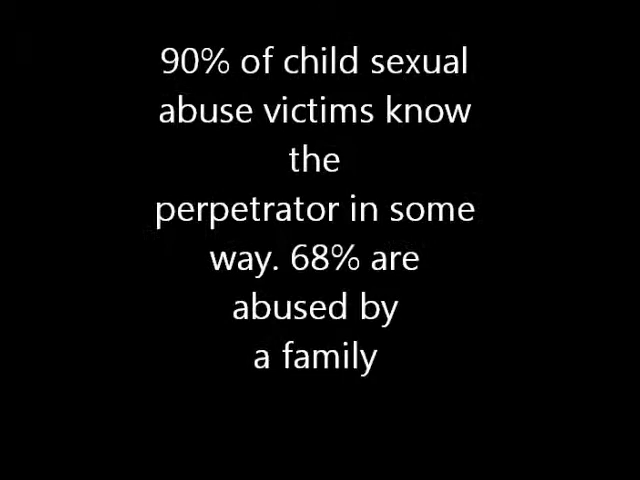 90% of child sexual
abuse victims know
the
perpetrator in some
way. 68% are
abused by
a family